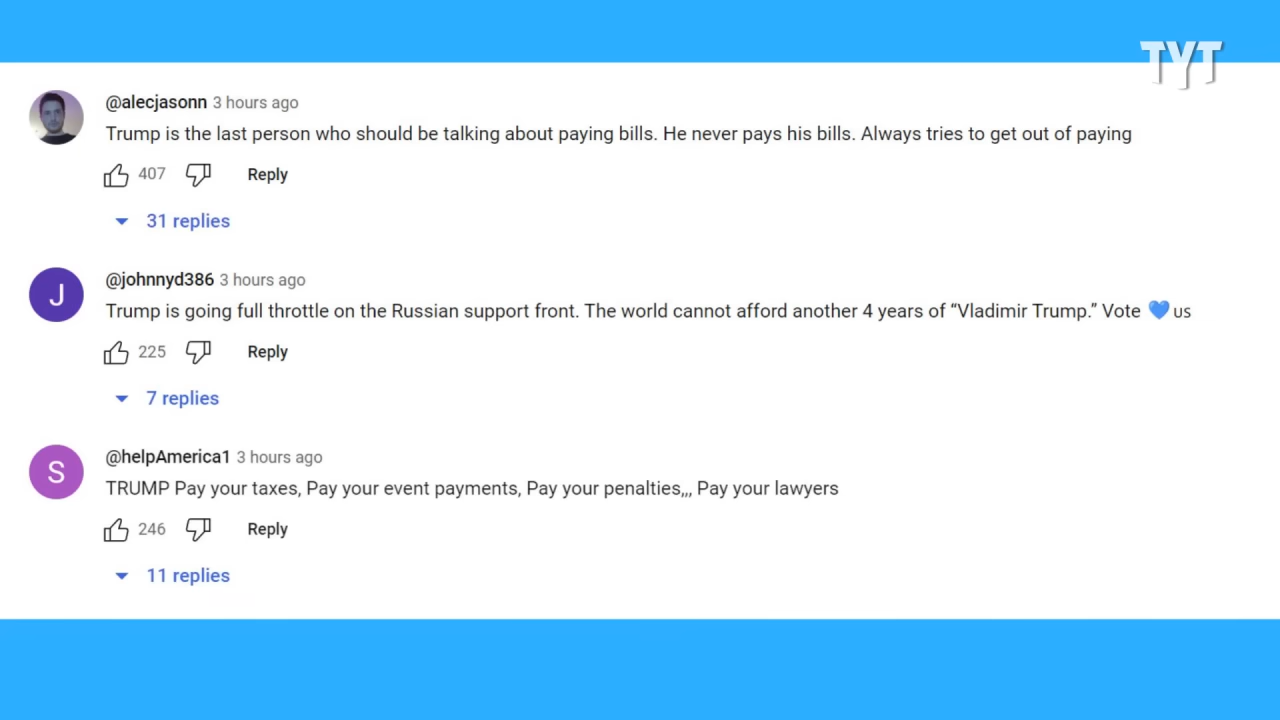 TYT
@alecjasonn 3 hours ago
Trump is the last person who should be talking about paying bills. He never pays his bills. Always tries to get out of paying
407 Reply
31 replies
J
@johnnyd386 3 hours ago
Trump is going full throttle on the Russian support front. The world cannot afford another 4 years of “Vladimir Trump.” Vote 💙 US
225 Reply
7 replies
S
@helpAmerica1 3 hours ago
TRUMP Pay your taxes, Pay your event payments, Pay your penalties,,, Pay your lawyers
246 Reply
11 replies